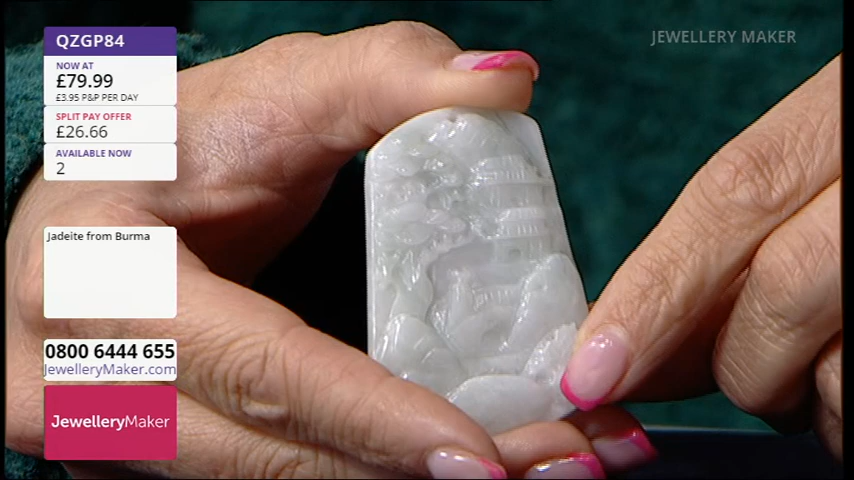 QZGP84
NOW AT
£79.99
£3.95 P&P PER DAY
SPLIT PAY OFFER
£26.66
AVAILABLE NOW
2
Jadeite from Burma
0800 6444 655
JewelleryMaker.com
JewelleryMaker
JEWELLERY MAKER